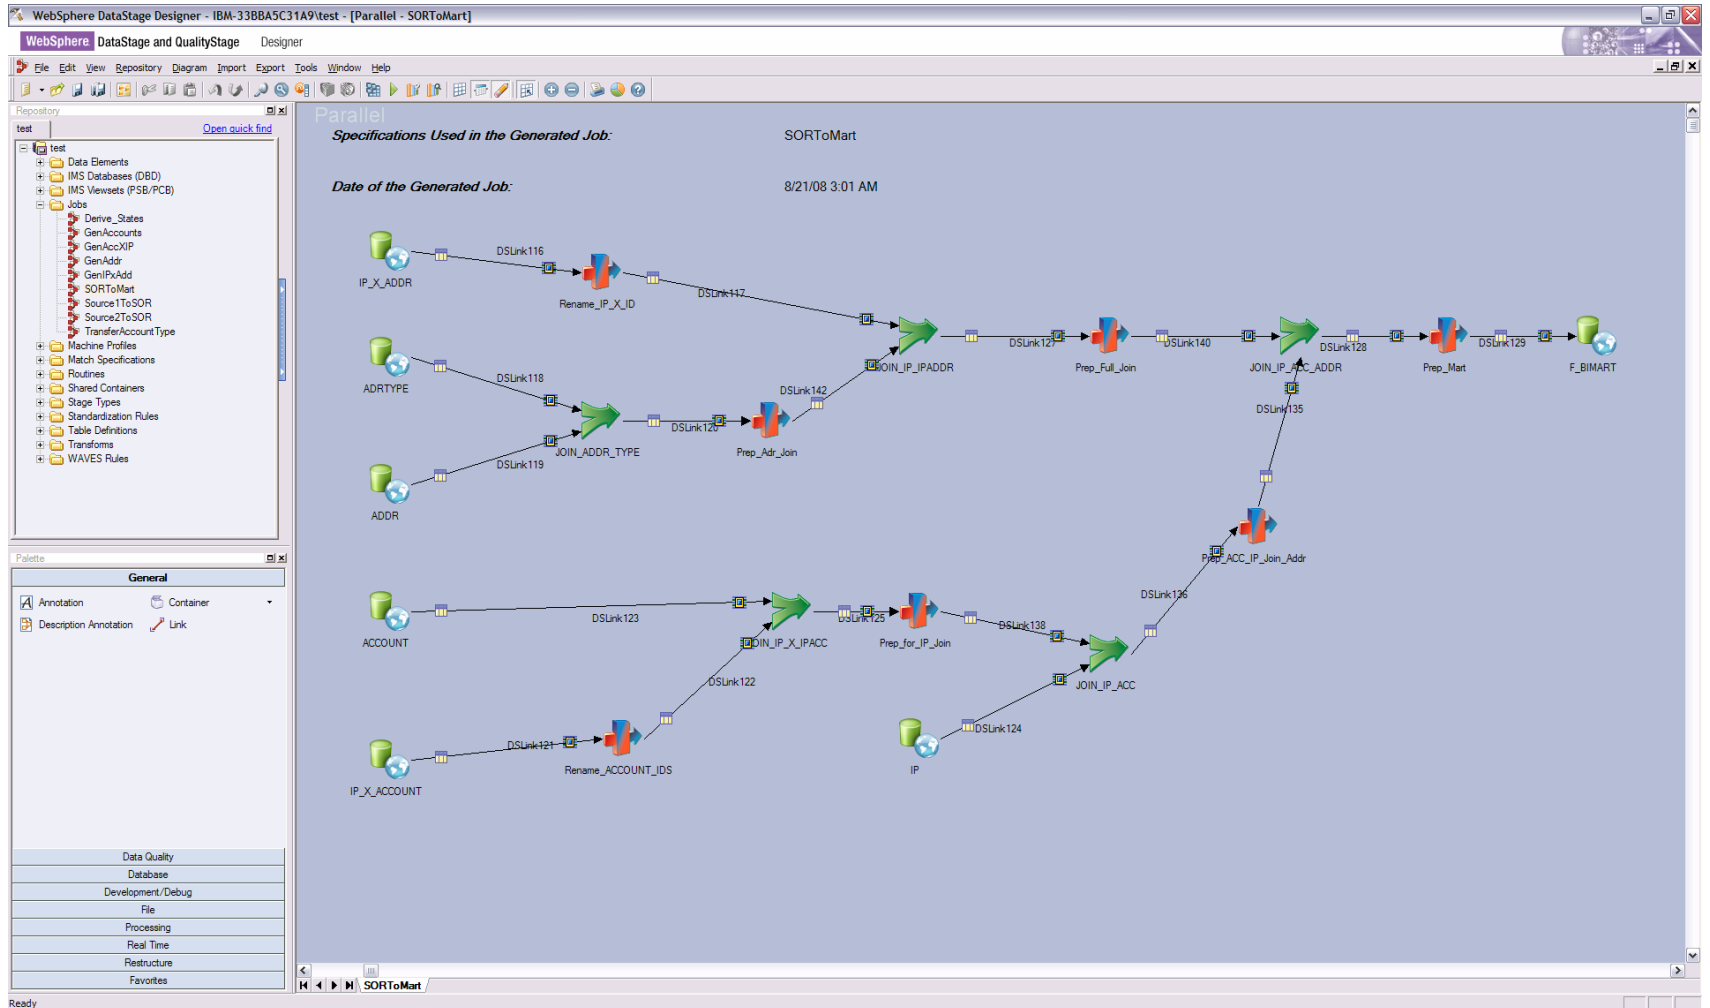 WebSphere DataStage Designer - IBM-33BBA5C31A9\test - [Parallel - SORToMart]
WebSphere DataStage and QualityStage Designer
File Edit View Repository Diagram Import Export Tools Window Help
Repository
test Open quick find
test
Data Elements
IMS Databases (DBD)
IMS Viewsets (PSB/PCB)
Jobs
Derive_States
GenAccounts
GenAccXIP
GenAddr
GenIPxAdd
SORToMart
Source1ToSOR
Source2ToSOR
TransferAccountType
Machine Profiles
Match Specifications
Routines
Shared Containers
Stage Types
Standardization Rules
Table Definitions
Transforms
WAVES Rules
Palette
General
Annotation Container
Description Annotation Link
Data Quality
Database
Development/Debug
File
Processing
Real Time
Restructure
Favorites
Parallel
Specifications Used in the Generated Job: SORToMart
Date of the Generated Job: 8/21/08 3:01 AM
DSLink116
IP_X_ADDR
DSLink117
Rename_IP_X_ID
DSLink127
DSLink140
DSLink128
DSLink129
JOIN_IP_IPADDR
Prep_Full_Join
JOIN_IP_ACC_ADDR
Prep_Mart
F_BIMART
ADRTYPE
DSLink118
DSLink142
DSLink135
DSLink120
JOIN_ADDR_TYPE
Prep_Adr_Join
DSLink119
ADDR
Prep_ACC_IP_Join_Addr
DSLink136
DSLink123
DSLink125
DSLink138
ACCOUNT
JOIN_IP_X_IPACC
Prep_for_IP_Join
DSLink122
JOIN_IP_ACC
DSLink124
DSLink121
Rename_ACCOUNT_IDS
IP
IP_X_ACCOUNT
SORToMart
Ready